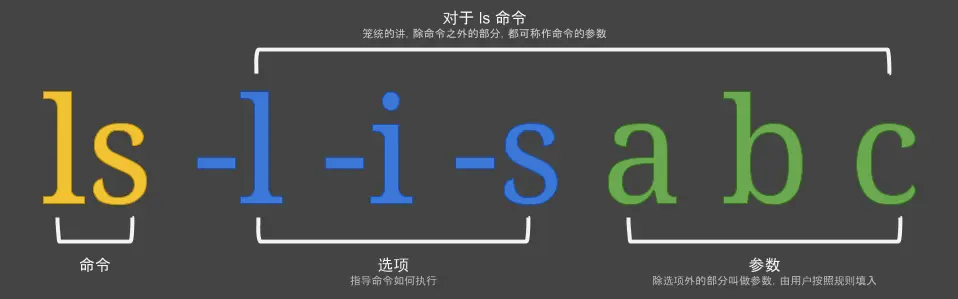 对于 ls 命令
笼统的讲, 除命令之外的部分, 都可称作命令的参数
ls -l -i -s a b c
命令 选项 参数
指导命令如何执行 除选项外的部分叫做参数, 由用户按照规则填入